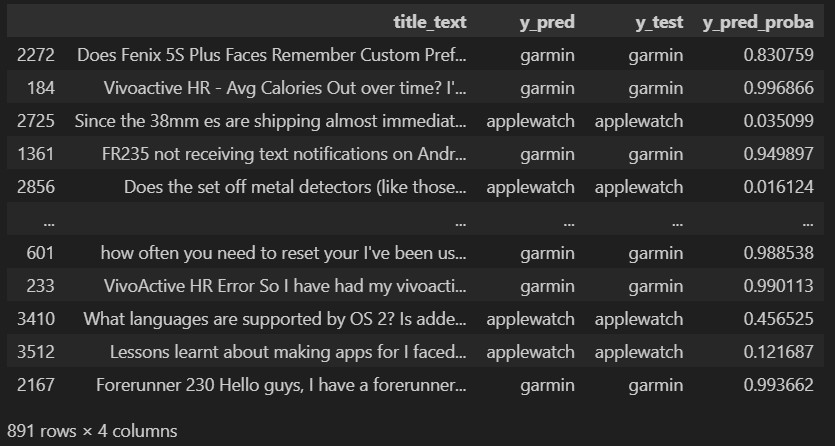 title_text y_pred y_test y_pred_proba
2272 Does Fenix 5S Plus Faces Remember Custom Pref... garmin garmin 0.830759
184 Vivoactive HR - Avg Calories Out over time? I'... garmin garmin 0.996866
2725 Since the 38mm es are shipping almost immediat... applewatch applewatch 0.035099
1361 FR235 not receiving text notifications on Andr... garmin garmin 0.949897
2856 Does the set off metal detectors (like those... applewatch applewatch 0.016124
... ... ... ... ...
601 how often you need to reset your I've been us... garmin garmin 0.988538
233 VivoActive HR Error So I have had my vivoacti... garmin garmin 0.990113
3410 What languages are supported by OS 2? Is adde... applewatch applewatch 0.456525
3512 Lessons learnt about making apps for I faced... applewatch applewatch 0.121687
2167 Forerunner 230 Hello guys, I have a forerunner... garmin garmin 0.993662
891 rows × 4 columns